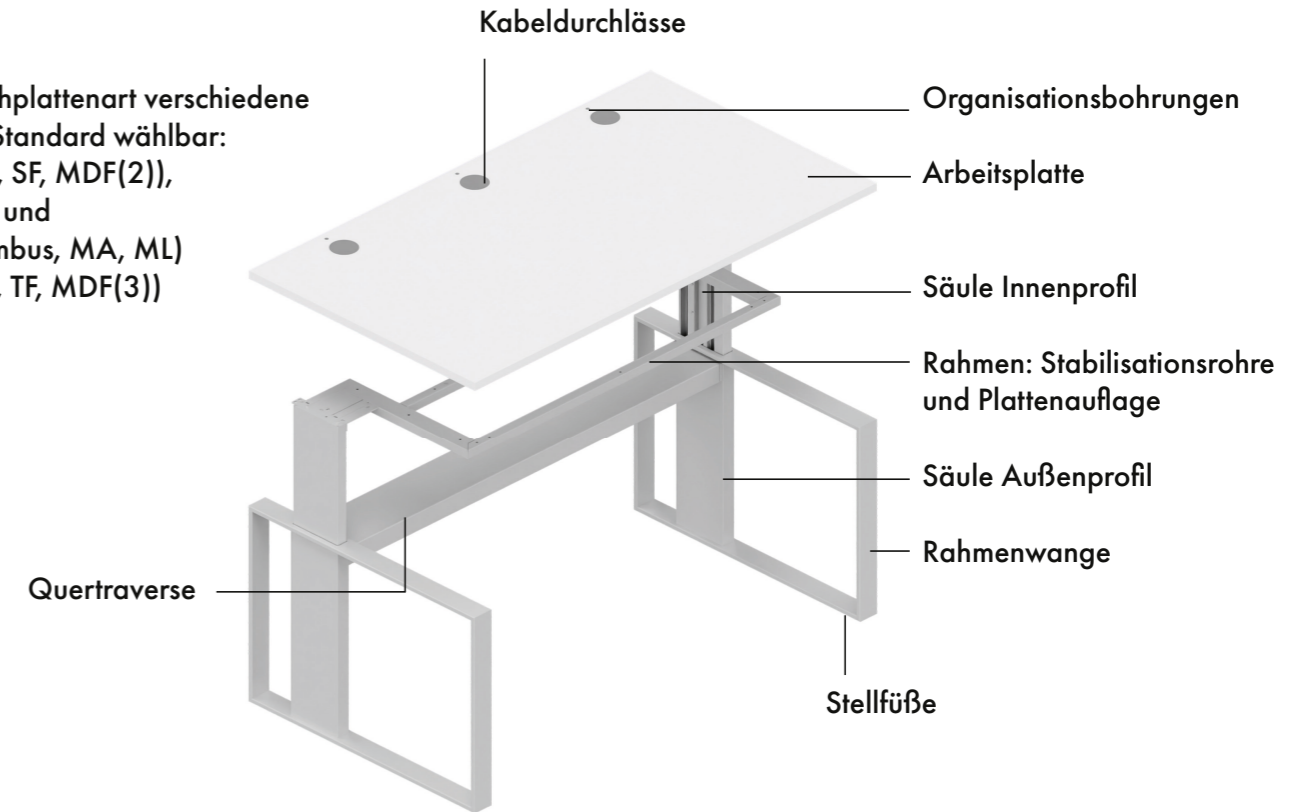 Kabeldurchlässe
hplattenart verschiedene
Standard wählbar:
, SF, MDF(2)),
und
mbus, MA, ML)
, TF, MDF(3))
Organisationsbohrungen
Arbeitsplatte
Säule Innenprofil
Rahmen: Stabilisationsrohre
und Plattenauflage
Säule Außenprofil
Rahmenwange
Quertraverse
Stellfüße